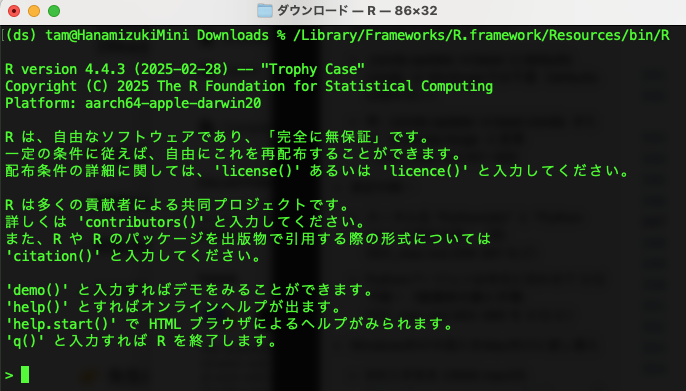 ダウンロード — R — 86×32
(ds) tam@HanamizukiMini Downloads % /Library/Frameworks/R.framework/Resources/bin/R
R version 4.4.3 (2025-02-28) -- "Trophy Case"
Copyright (C) 2025 The R Foundation for Statistical Computing
Platform: aarch64-apple-darwin20
R は、自由なソフトウェアであり、「完全に無保証」です。
一定の条件に従えば、自由にこれを再配布することができます。
配布条件の詳細に関しては、'license()' あるいは 'licence()' と入力してください。
R は多くの貢献者による共同プロジェクトです。
詳しくは 'contributors()' と入力してください。
また、R や R のパッケージを出版物で引用する際の形式については
'citation()' と入力してください。
'demo()' と入力すればデモをみることができます。
'help()' とすればオンラインヘルプが出ます。
'help.start()' で HTML ブラウザによるヘルプがみられます。
'q()' と入力すれば R を終了します。
>